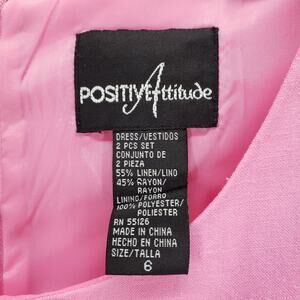 POSITIVE Attitude
DRESS/VESTIDOS
2 PCS SET
CONJUNTO DE
2 PIEZA
55% LINEN/LINO
45% RAYON/
RAYON
LINING/FORRO
100% POLYESTER/
POLIESTER
RN 55126
MADE IN CHINA
HECHO EN CHINA
SIZE/TALLA
6